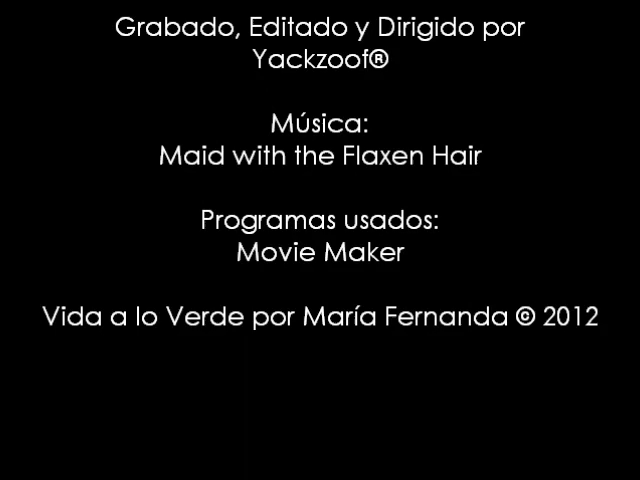 Grabado, Editado y Dirigido por
Yackzoof®
Música:
Maid with the Flaxen Hair
Programas usados:
Movie Maker
Vida a lo Verde por María Fernanda © 2012